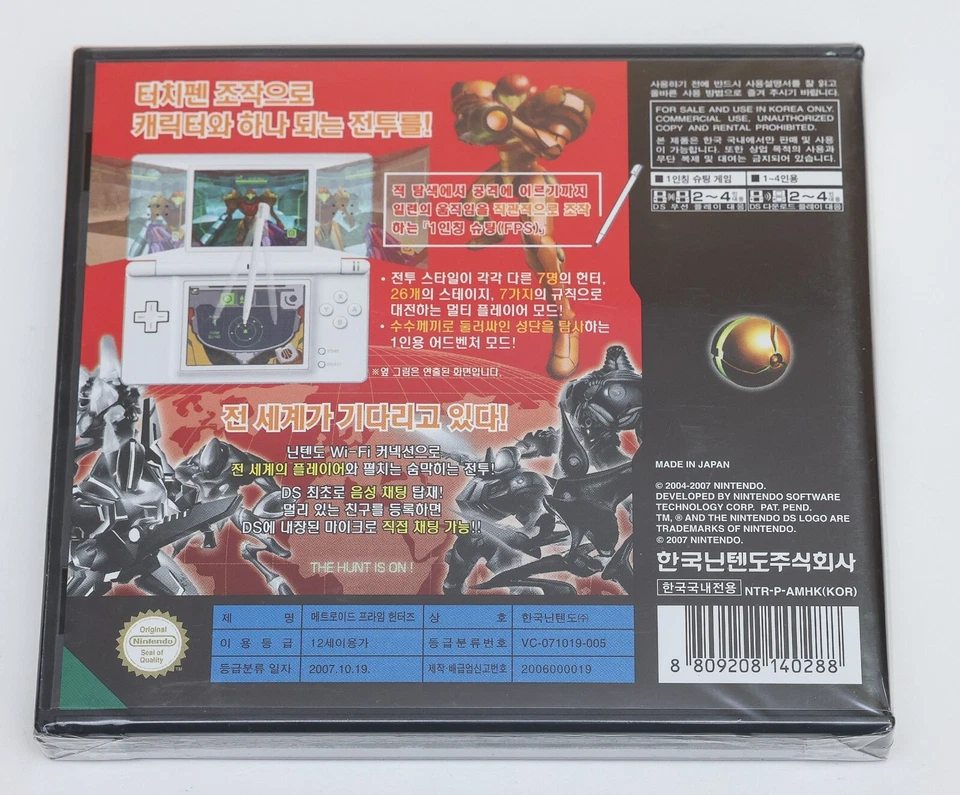 터치펜 조작으로
캐릭터와 하나 되는 전투를!
적 탐색에서 공격에 이르기까지
일련의 움직임을 직관적으로 조작
하는 「1인칭 슈팅(FPS)」
• 전투 스타일이 각각 다른 7명의 헌터,
26개의 스테이지, 7가지의 규칙으로
대전하는 멀티 플레이어 모드!
• 수수께끼로 둘러싸인 성단을 탐사하는
1인용 어드벤처 모드!
※옆 그림은 연출된 화면입니다.
전 세계가 기다리고 있다!
닌텐도 Wi-Fi 커넥션으로
전 세계의 플레이어와 펼치는 숨막히는 전투!
DS 최초로 음성 채팅 탑재!
멀리 있는 친구를 등록하면
DS에 내장된 마이크로 직접 채팅 가능!!
THE HUNT IS ON !
사용하기 전에 반드시 사용설명서를 잘 읽고
올바른 사용 방법으로 즐겨 주시기 바랍니다.
FOR SALE AND USE IN KOREA ONLY.
COMMERCIAL USE, UNAUTHORIZED
COPY AND RENTAL PROHIBITED.
본 제품은 한국 국내에서만 판매 및 사용
이 가능합니다. 또한 상업 목적의 사용과
무단 복제 및 대여는 금지되어 있습니다.
■ 1인칭 슈팅 게임 ■ 1~4인용
2~4 2~4
DS 무선 플레이 대응 DS 다운로드 플레이 대응
MADE IN JAPAN
© 2004-2007 NINTENDO.
DEVELOPED BY NINTENDO SOFTWARE
TECHNOLOGY CORP. PAT. PEND.
TM, ® AND THE NINTENDO DS LOGO ARE
TRADEMARKS OF NINTENDO.
© 2007 NINTENDO.
한국닌텐도주식회사
한국국내전용 NTR-P-AMHK(KOR)
8 809208 140288
Original
Nintendo
Seal of
Quality
제 명 메트로이드 프라임 헌터즈 상 호 한국닌텐도㈜
이 용 등 급 12세이용가 등급분류번호 VC-071019-005
등급분류 일자 2007.10.19. 제작·배급업신고번호 2006000019